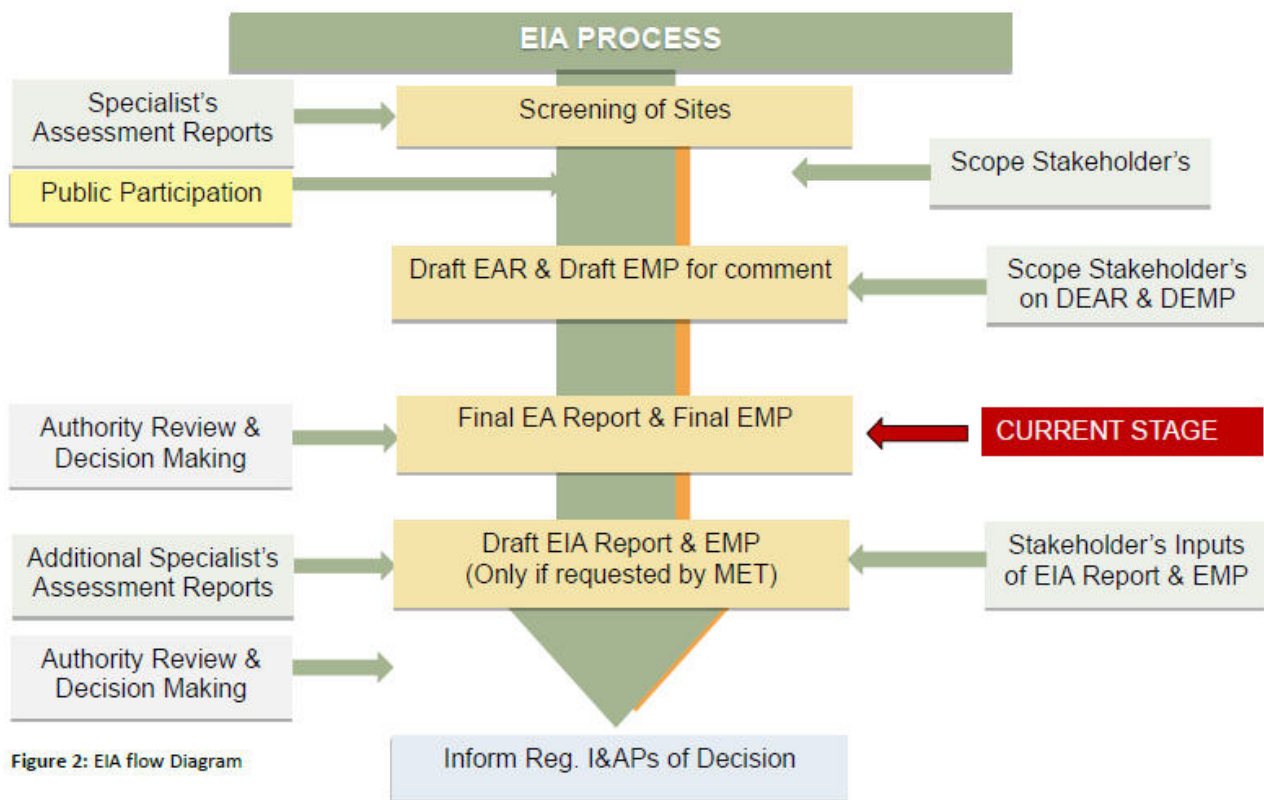 EIA PROCESS
Specialist's
Assessment Reports
Screening of Sites
Public Participation
Scope Stakeholder's
Draft EAR & Draft EMP for comment
Scope Stakeholder's
on DEAR & DEMP
Authority Review &
Decision Making
Final EA Report & Final EMP
CURRENT STAGE
Additional Specialist's
Assessment Reports
Draft EIA Report & EMP
(Only if requested by MET)
Stakeholder's Inputs
of EIA Report & EMP
Authority Review &
Decision Making
Figure 2: EIA flow Diagram
Inform Reg. I&APs of Decision